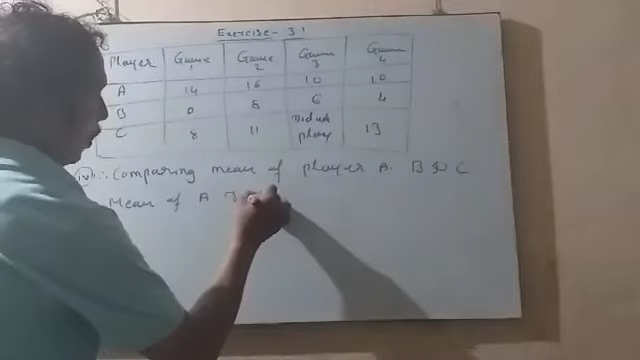 Exercise - 3.1
Player Game 1 Game 2 Game 3 Game 4
A 14 16 10 10
B 0 8 6 4
C 8 11 Did not play 13
(iv) ∴ Comparing mean of player A. B & C
Mean of A